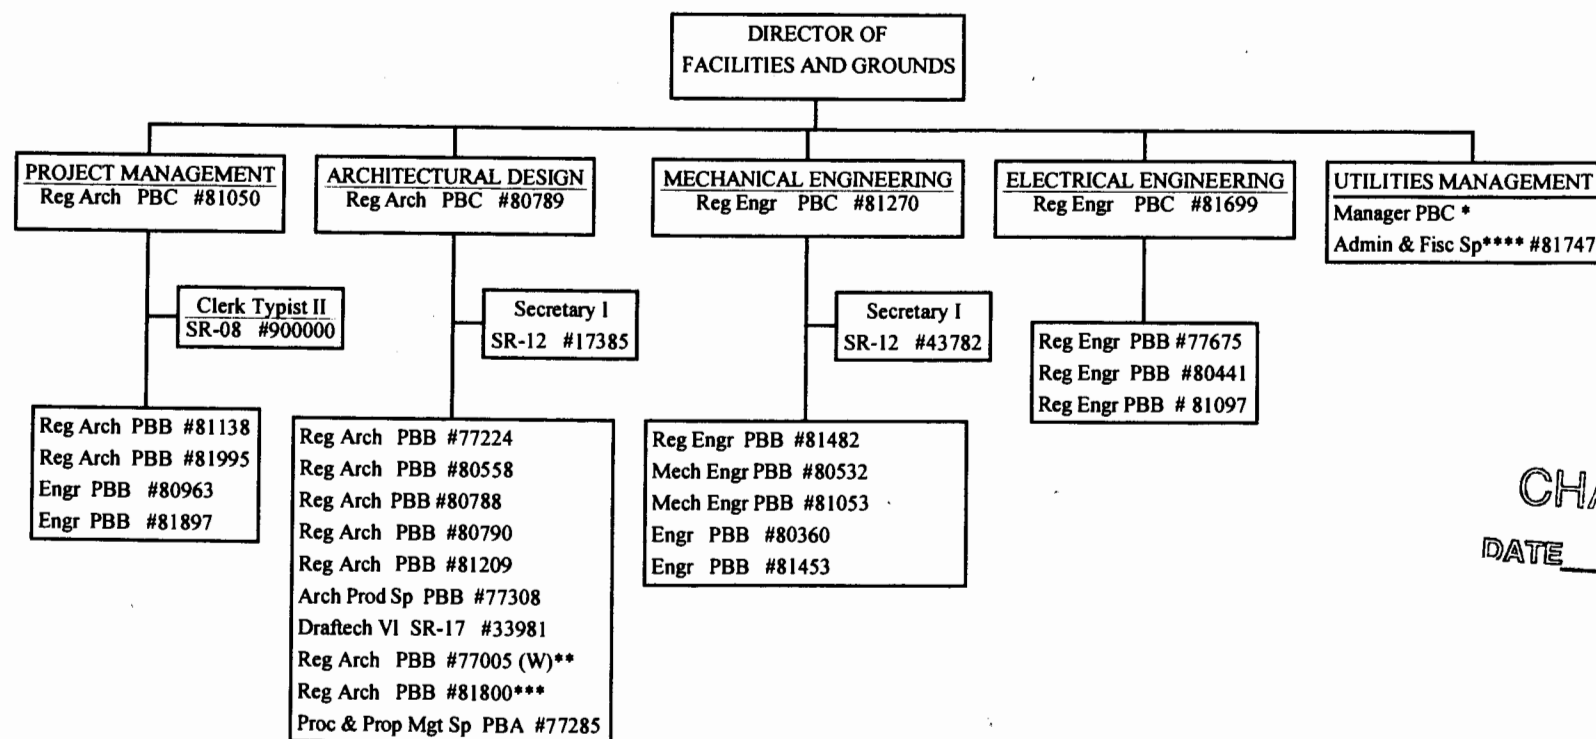 DIRECTOR OF
FACILITIES AND GROUNDS
PROJECT MANAGEMENT
Reg Arch PBC #81050
Clerk Typist II
SR-08 #900000
Reg Arch PBB #81138
Reg Arch PBB #81995
Engr PBB #80963
Engr PBB #81897
ARCHITECTURAL DESIGN
Reg Arch PBC #80789
Secretary I
SR-12 #17385
Reg Arch PBB #77224
Reg Arch PBB #80558
Reg Arch PBB #80788
Reg Arch PBB #80790
Reg Arch PBB #81209
Arch Prod Sp PBB #77308
Draftech VI SR-17 #33981
Reg Arch PBB #77005 (W)**
Reg Arch PBB #81800***
Proc & Prop Mgt Sp PBA #77285
MECHANICAL ENGINEERING
Reg Engr PBC #81270
Secretary I
SR-12 #43782
Reg Engr PBB #81482
Mech Engr PBB #80532
Mech Engr PBB #81053
Engr PBB #80360
Engr PBB #81453
ELECTRICAL ENGINEERING
Reg Engr PBC #81699
Reg Engr PBB #77675
Reg Engr PBB #80441
Reg Engr PBB # 81097
UTILITIES MANAGEMENT
Manager PBC *
Admin & Fisc Sp**** #81747
CHA
DATE